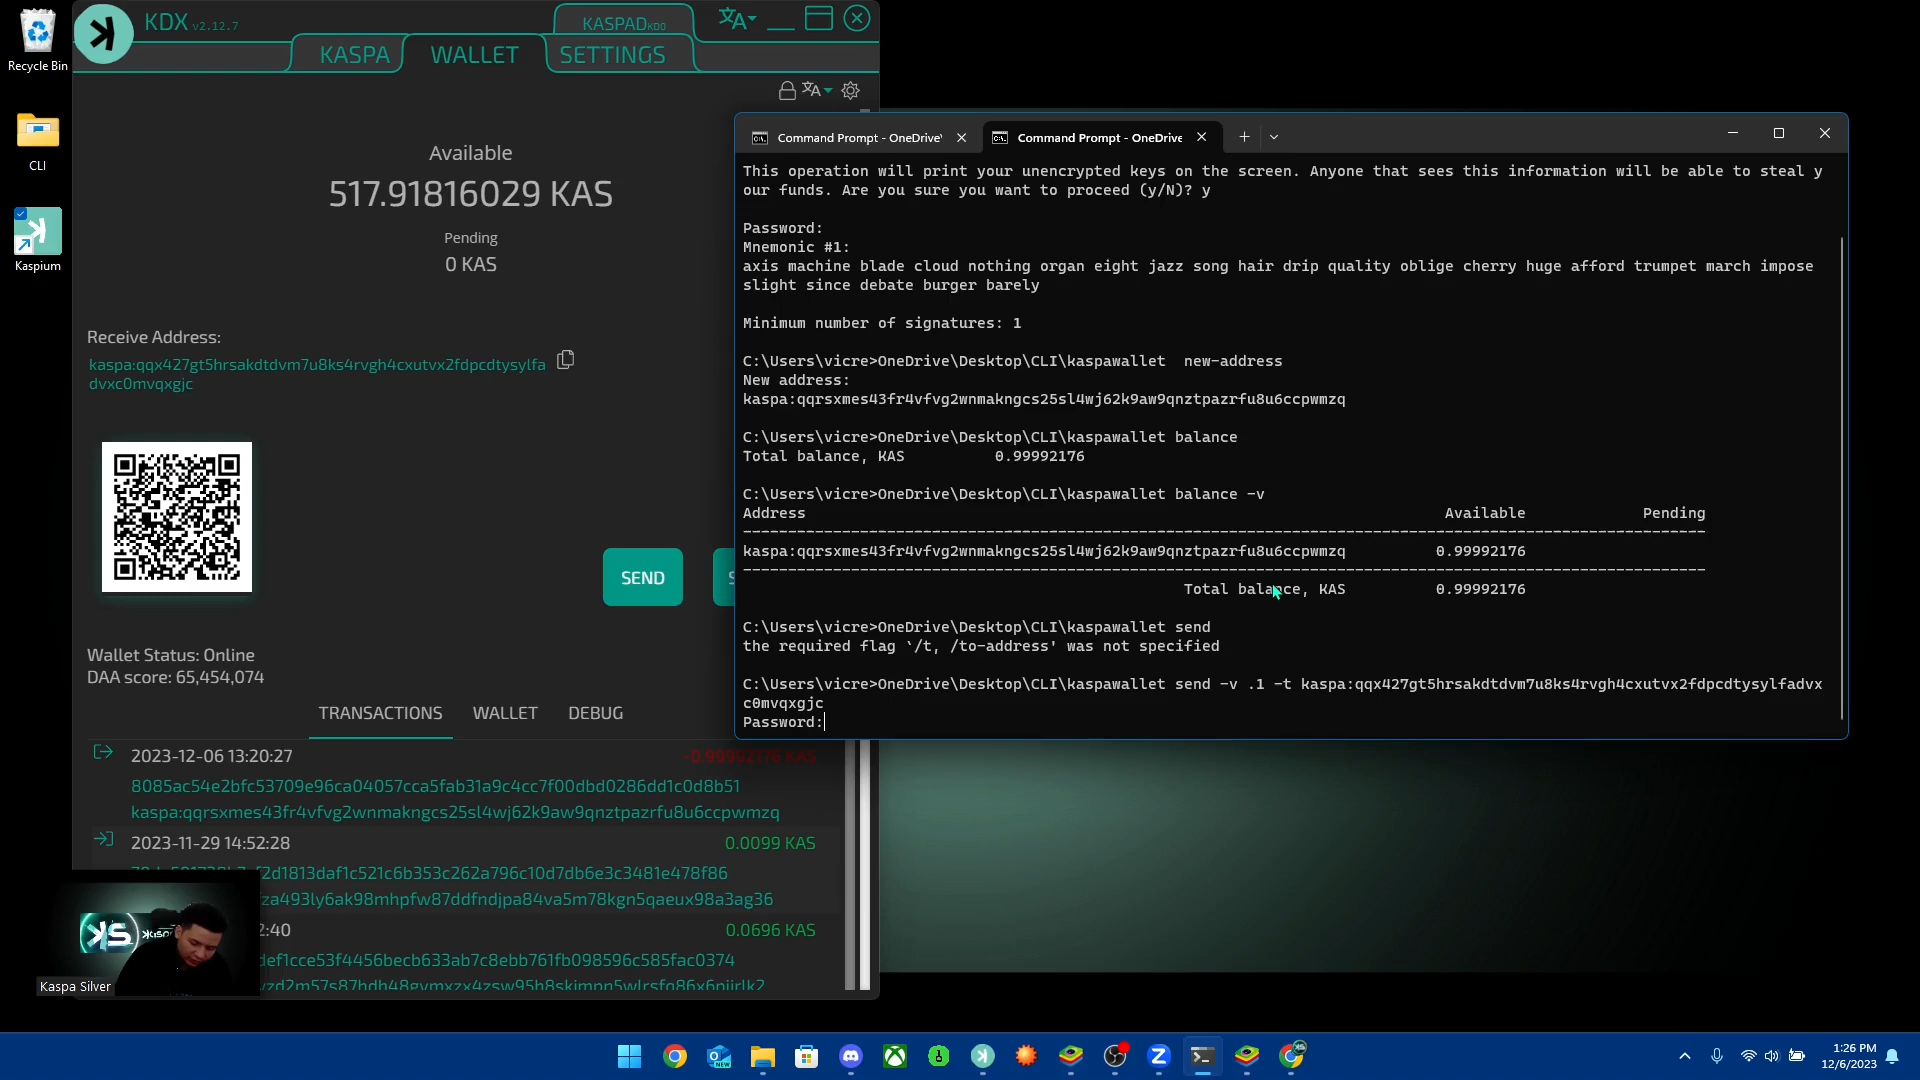 Recycle Bin
CLI
Kaspium
KDX v2.12.7
KASPAD KDO
KASPA
WALLET
SETTINGS
Available
517.91816029 KAS
Pending
0 KAS
Receive Address:
kaspa:qqx427gt5hrsakdtdvm7u8ks4rvgh4cxutvx2fdpcdtysylfa
dvxc0mvqxgjc
SEND
Wallet Status: Online
DAA score: 65,454,074
TRANSACTIONS
WALLET
DEBUG
2023-12-06 13:20:27
-0.99992176 KAS
8085ac54e2bfc53709e96ca04057cca5fab31a9c4cc7f00dbd0286dd1c0d8b51
kaspa:qqrsxmes43fr4vfvg2wnmakngcs25sl4wj62k9aw9qnztpazrfu8u6ccpwmzq
2023-11-29 14:52:28
0.0099 KAS
f2d1813daf1c521c6b353c262a796c10d7db6e3c3481e478f86
za493ly6ak98mhpfw87ddfndjpa84va5m78kgn5qaeux98a3ag36
2:40
0.0696 KAS
def1cce53f4456becb633ab7c8ebb761fb098596c585fac0374
Kaspa Silver
Command Prompt - OneDrive\
Command Prompt - OneDrive
This operation will print your unencrypted keys on the screen. Anyone that sees this information will be able to steal y
our funds. Are you sure you want to proceed (y/N)? y
Password:
Mnemonic #1:
axis machine blade cloud nothing organ eight jazz song hair drip quality oblige cherry huge afford trumpet march impose
slight since debate burger barely
Minimum number of signatures: 1
C:\Users\vicre>OneDrive\Desktop\CLI\kaspawallet  new-address
New address:
kaspa:qqrsxmes43fr4vfvg2wnmakngcs25sl4wj62k9aw9qnztpazrfu8u6ccpwmzq
C:\Users\vicre>OneDrive\Desktop\CLI\kaspawallet balance
Total balance, KAS 0.99992176
C:\Users\vicre>OneDrive\Desktop\CLI\kaspawallet balance -v
Address Available Pending
-----------------------------------------------------------------------------------------------------------
kaspa:qqrsxmes43fr4vfvg2wnmakngcs25sl4wj62k9aw9qnztpazrfu8u6ccpwmzq 0.99992176
-----------------------------------------------------------------------------------------------------------
Total balance, KAS 0.99992176
C:\Users\vicre>OneDrive\Desktop\CLI\kaspawallet send
the required flag `/t, /to-address' was not specified
C:\Users\vicre>OneDrive\Desktop\CLI\kaspawallet send -v .1 -t kaspa:qqx427gt5hrsakdtdvm7u8ks4rvgh4cxutvx2fdpcdtysylfadvx
c0mvqxgjc
Password:
1:26 PM
12/6/2023